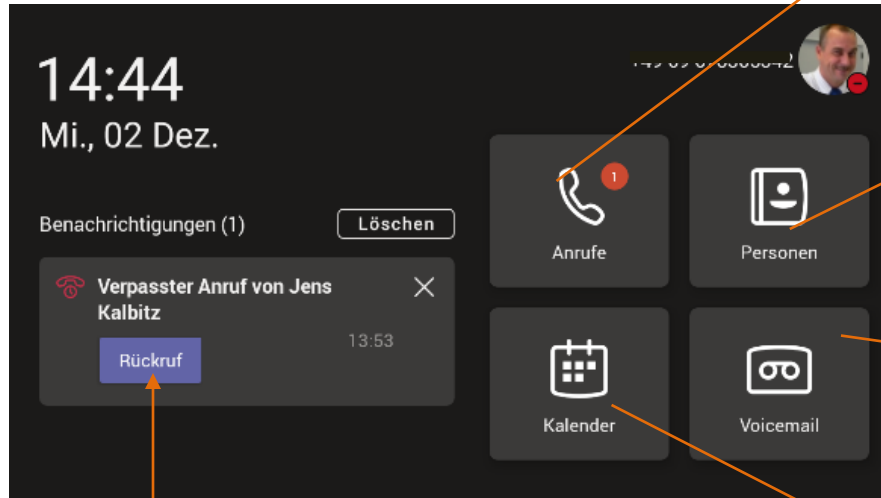 14:44
Mi., 02 Dez.
Benachrichtigungen (1)
Löschen
Verpasster Anruf von Jens
Kalbitz
13:53
Rückruf
1
Anrufe
Personen
Kalender
Voicemail